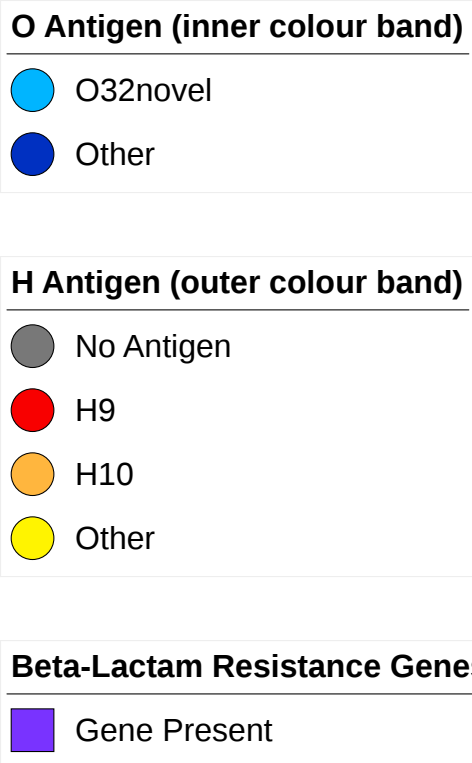 O Antigen (inner colour band)
O32novel
Other
H Antigen (outer colour band)
No Antigen
H9
H10
Other
Beta-Lactam Resistance Genes
Gene Present